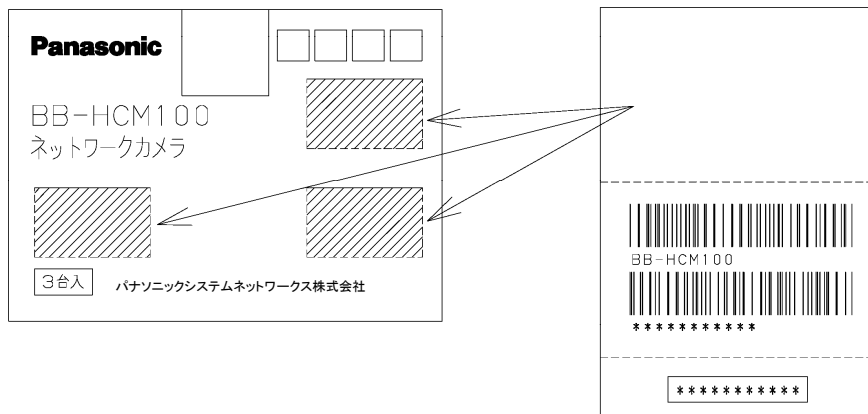 Panasonic
BB-HCM100
ネットワークカメラ
3台入
パナソニックシステムネットワークス株式会社
BB-HCM100
***********
***********